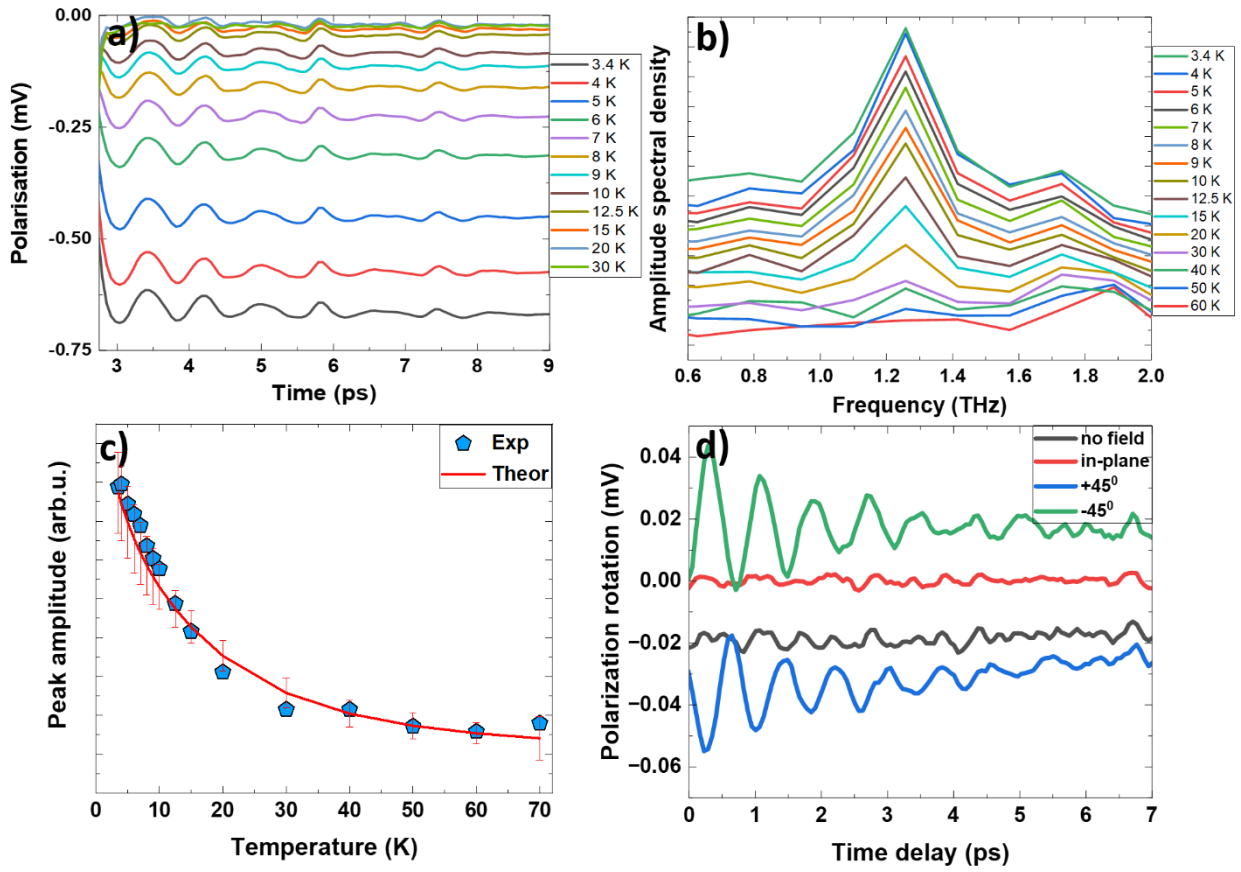 a)
Polarisation (mV)
0.00
-0.25
-0.50
-0.75
3 4 5 6 7 8 9
Time (ps)
3.4 K
4 K
5 K
6 K
7 K
8 K
9 K
10 K
12.5 K
15 K
20 K
30 K
b)
Amplitude spectral density
0.6 0.8 1.0 1.2 1.4 1.6 1.8 2.0
Frequency (THz)
3.4 K
4 K
5 K
6 K
7 K
8 K
9 K
10 K
12.5 K
15 K
20 K
30 K
40 K
50 K
60 K
c)
Peak amplitude (arb.u.)
Exp
Theor
0 10 20 30 40 50 60 70
Temperature (K)
d)
Polarization rotation (mV)
0.04
0.02
0.00
−0.02
−0.04
−0.06
no field
in-plane
+45⁰
-45⁰
0 1 2 3 4 5 6 7
Time delay (ps)